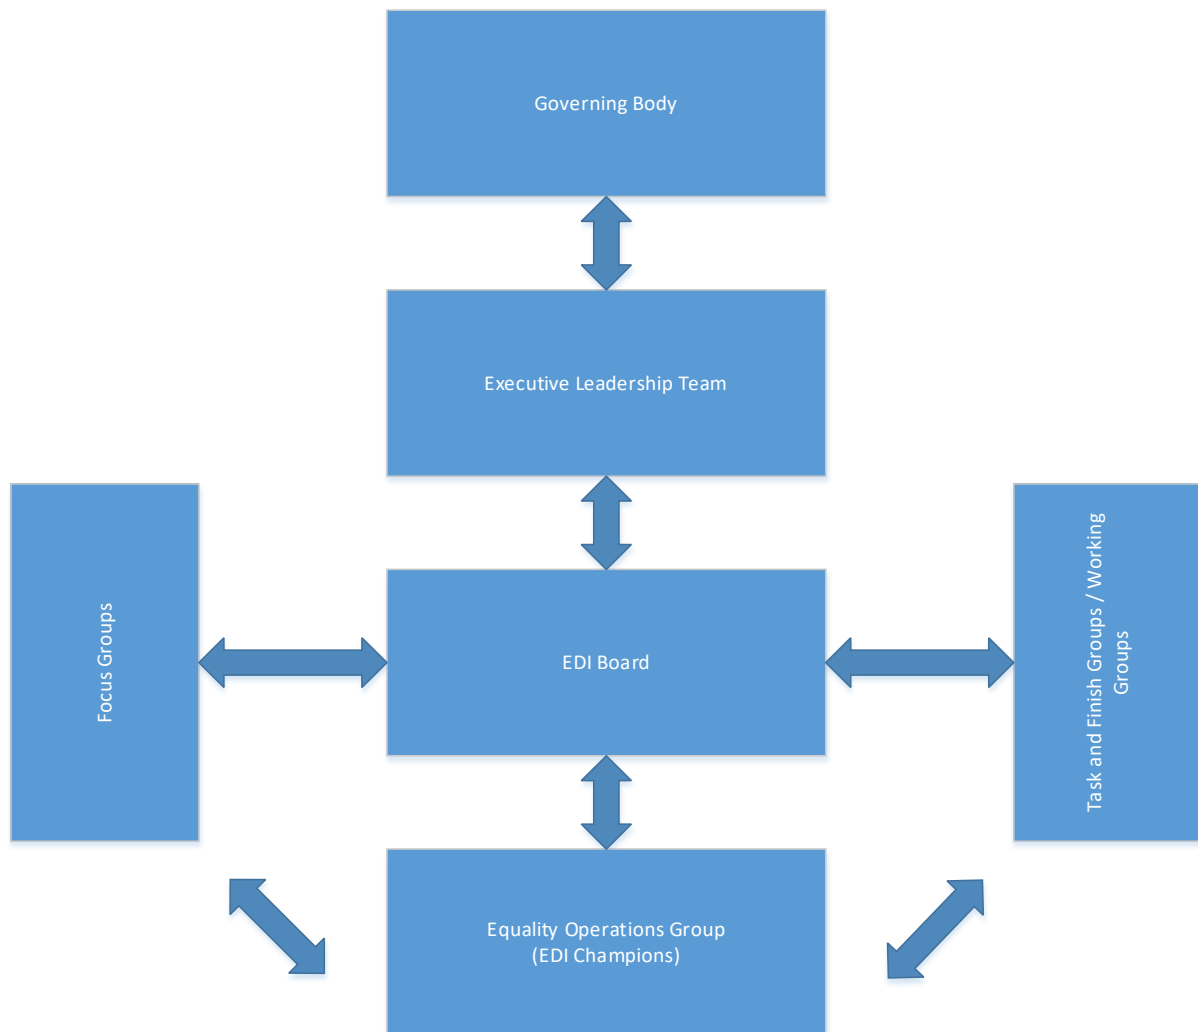 Governing Body
Executive Leadership Team
Focus Groups
EDI Board
Task and Finish Groups / Working
Groups
Equality Operations Group
(EDI Champions)